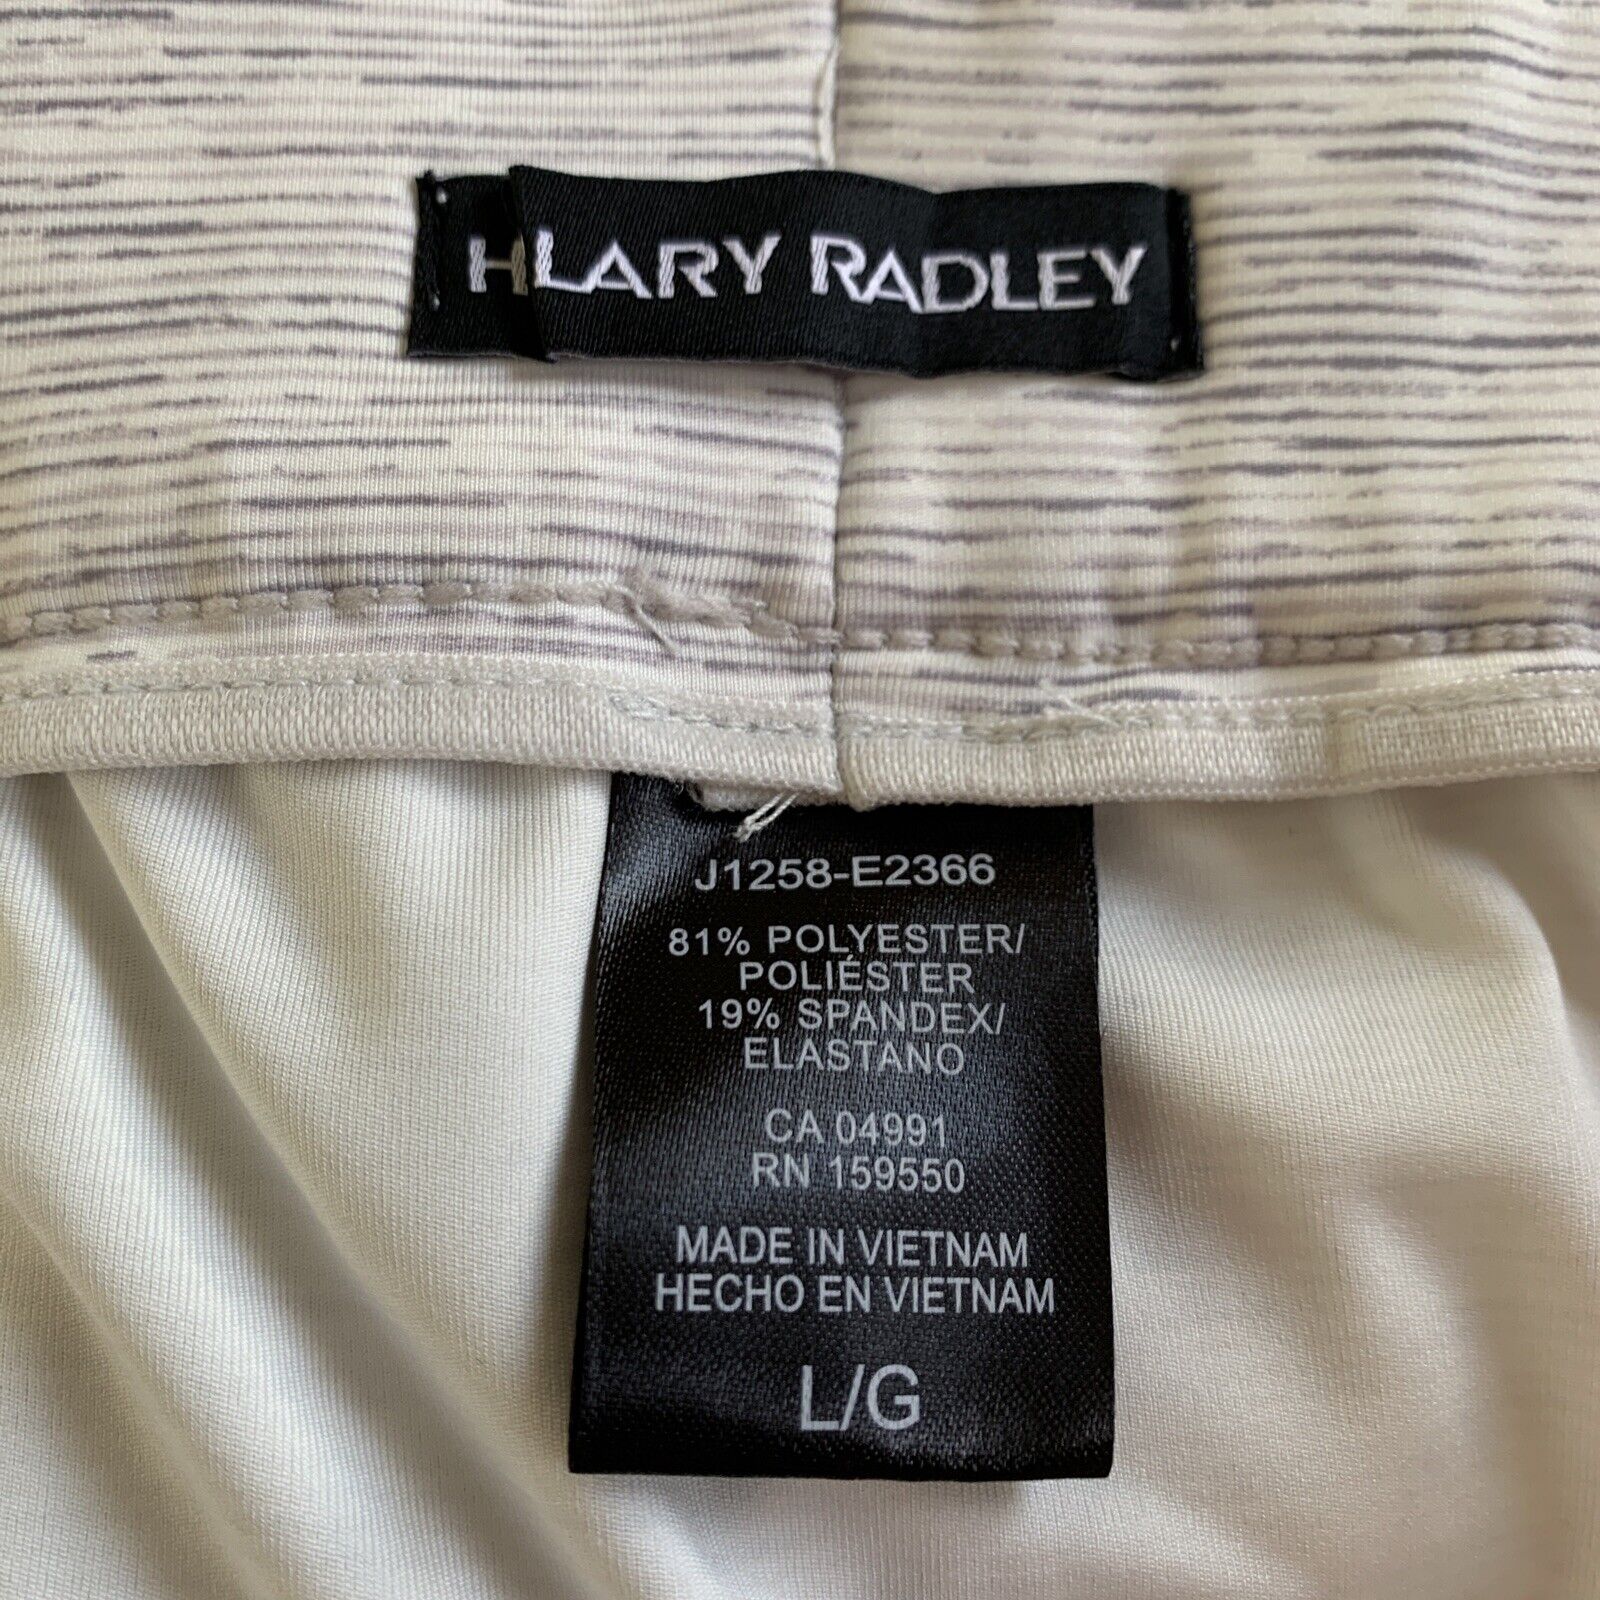 HLARY RADLEY
J1258-E2366
81% POLYESTER/
POLIÉSTER
19% SPANDEX/
ELASTANO
CA 04991
RN 159550
MADE IN VIETNAM
HECHO EN VIETNAM
L/G